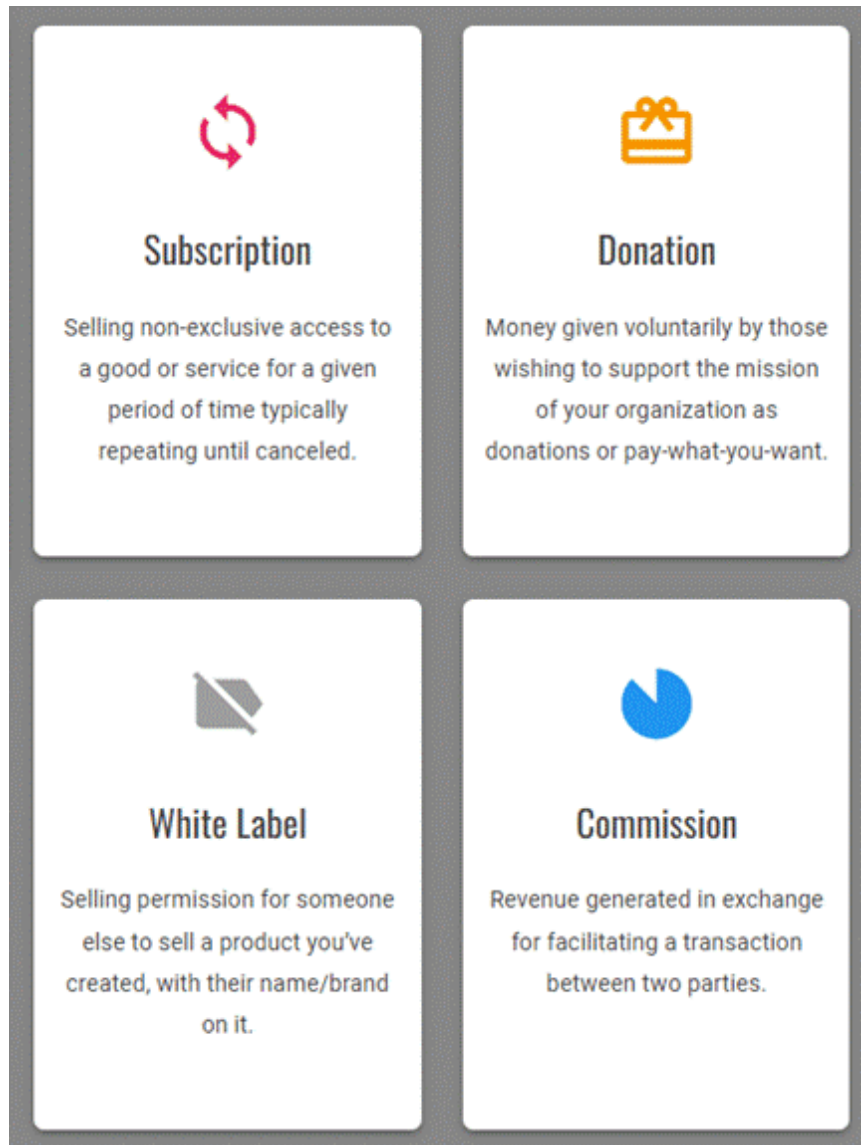 Subscription
Selling non-exclusive access to
a good or service for a given
period of time typically
repeating until canceled.
Donation
Money given voluntarily by those
wishing to support the mission
of your organization as
donations or pay-what-you-want.
White Label
Selling permission for someone
else to sell a product you've
created, with their name/brand
on it.
Commission
Revenue generated in exchange
for facilitating a transaction
between two parties.